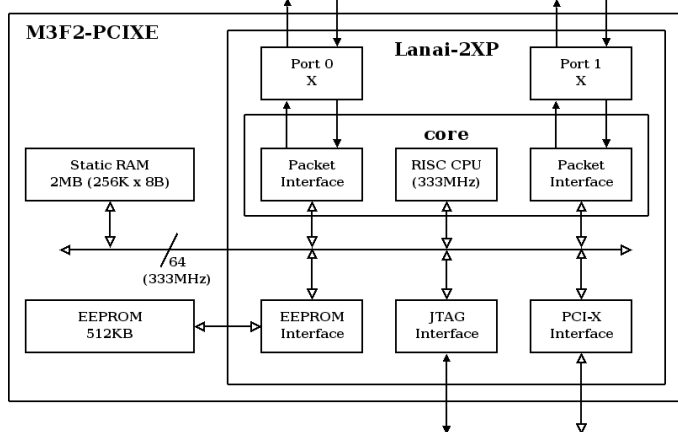 M3F2-PCIXE
Lanai-2XP
Port 0
X
Port 1
X
core
Static RAM
2MB (256K x 8B)
Packet
Interface
RISC CPU
(333MHz)
Packet
Interface
64
(333MHz)
EEPROM
512KB
EEPROM
Interface
JTAG
Interface
PCI-X
Interface